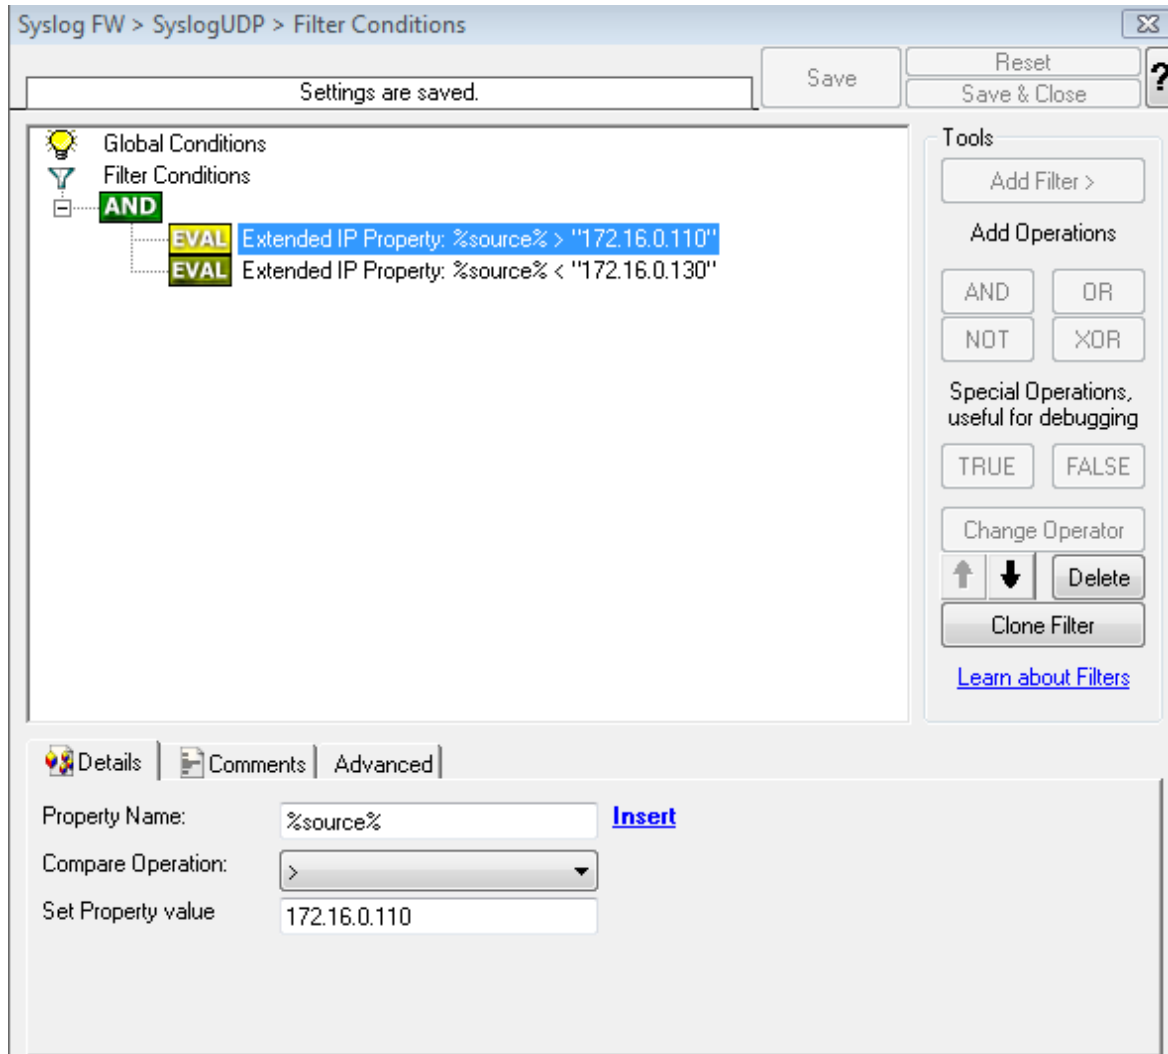 Syslog FW > SyslogUDP > Filter Conditions
Settings are saved.
Save
Reset
Save & Close
?
Global Conditions
Filter Conditions
AND
EVAL Extended IP Property: %source% > "172.16.0.110"
EVAL Extended IP Property: %source% < "172.16.0.130"
Tools
Add Filter >
Add Operations
AND OR
NOT XOR
Special Operations,
useful for debugging
TRUE FALSE
Change Operator
Delete
Clone Filter
Learn about Filters
Details Comments Advanced
Property Name: %source% Insert
Compare Operation: >
Set Property value 172.16.0.110